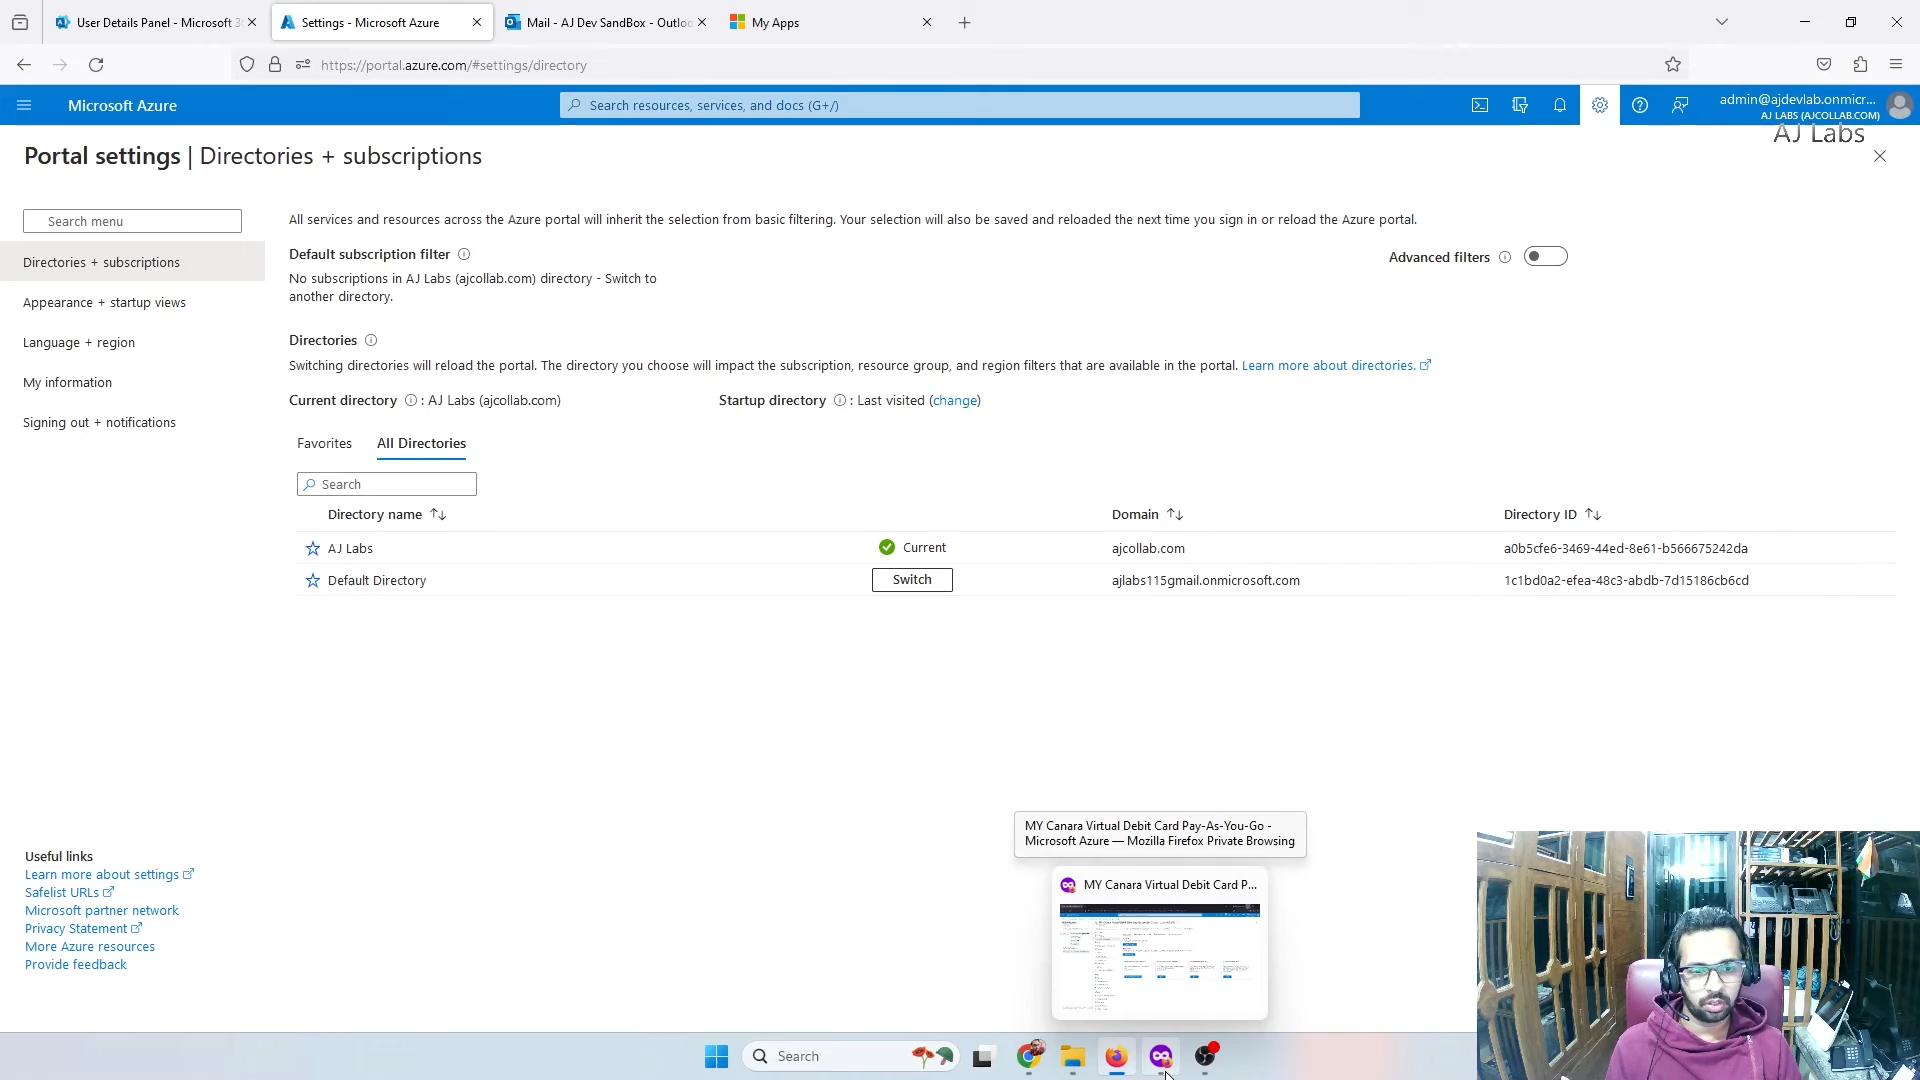 User Details Panel - Microsoft 3
Settings - Microsoft Azure
Mail - AJ Dev SandBox - Outloo
My Apps
https://portal.azure.com/#settings/directory
Microsoft Azure
Search resources, services, and docs (G+/)
admin@ajdevlab.onmicr...
AJ LABS (AJCOLLAB.COM)
AJ Labs
Portal settings | Directories + subscriptions
Search menu
Directories + subscriptions
Appearance + startup views
Language + region
My information
Signing out + notifications
All services and resources across the Azure portal will inherit the selection from basic filtering. Your selection will also be saved and reloaded the next time you sign in or reload the Azure portal.
Default subscription filter
No subscriptions in AJ Labs (ajcollab.com) directory - Switch to
another directory.
Advanced filters
Directories
Switching directories will reload the portal. The directory you choose will impact the subscription, resource group, and region filters that are available in the portal. Learn more about directories.
Current directory : AJ Labs (ajcollab.com)
Startup directory : Last visited (change)
Favorites
All Directories
Search
Directory name
Domain
Directory ID
AJ Labs
Current
ajcollab.com
a0b5cfe6-3469-44ed-8e61-b566675242da
Default Directory
Switch
ajlabs115gmail.onmicrosoft.com
1c1bd0a2-efea-48c3-abdb-7d15186cb6cd
Useful links
Learn more about settings
Safelist URLs
Microsoft partner network
Privacy Statement
More Azure resources
Provide feedback
MY Canara Virtual Debit Card Pay-As-You-Go -
Microsoft Azure — Mozilla Firefox Private Browsing
MY Canara Virtual Debit Card P...
Search